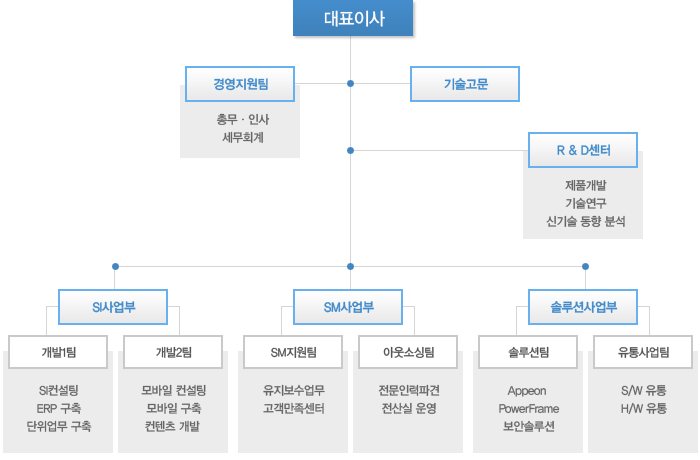 대표이사
경영지원팀
기술고문
총무 · 인사
세무회계
R & D센터
제품개발
기술연구
신기술 동향 분석
SI사업부
SM사업부
솔루션사업부
개발1팀
개발2팀
SM지원팀
아웃소싱팀
솔루션팀
유통사업팀
SI컨설팅
ERP 구축
단위업무 구축
모바일 컨설팅
모바일 구축
컨텐츠 개발
유지보수업무
고객만족센터
전문인력파견
전산실 운영
Appeon
PowerFrame
보안솔루션
S/W 유통
H/W 유통